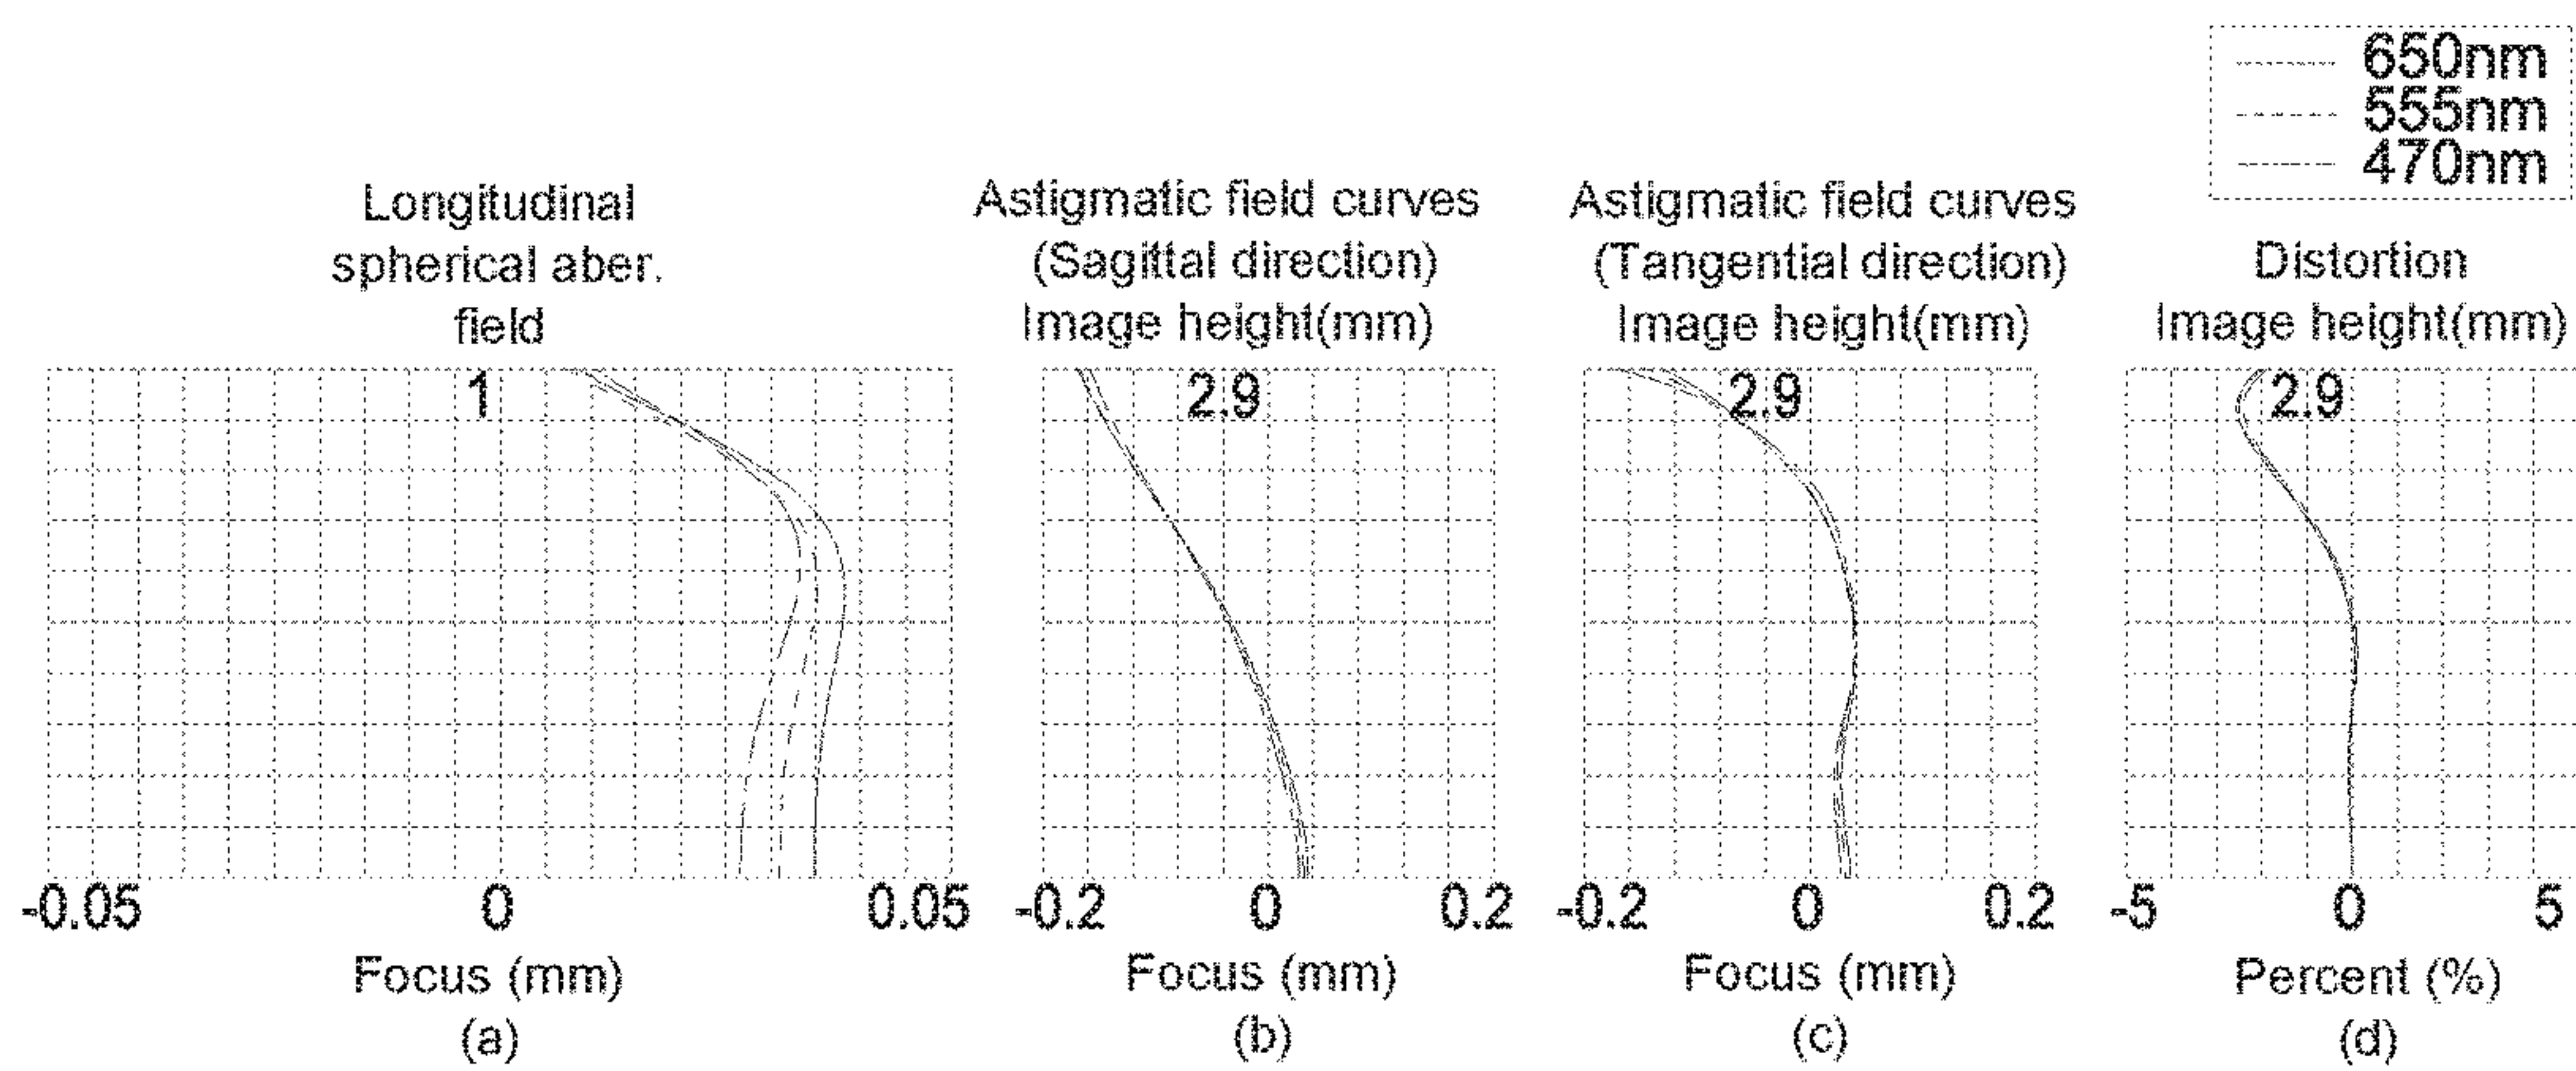 650nm
555nm
470nm
Longitudinal
spherical aber.
field
1
-0.05 0 0.05
Focus (mm)
(a)
Astigmatic field curves
(Sagittal direction)
Image height(mm)
2.9
-0.2 0 0.2
Focus (mm)
(b)
Astigmatic field curves
(Tangential direction)
Image height(mm)
2.9
-0.2 0 0.2
Focus (mm)
(c)
Distortion
Image height(mm)
2.9
-5 0 5
Percent (%)
(d)